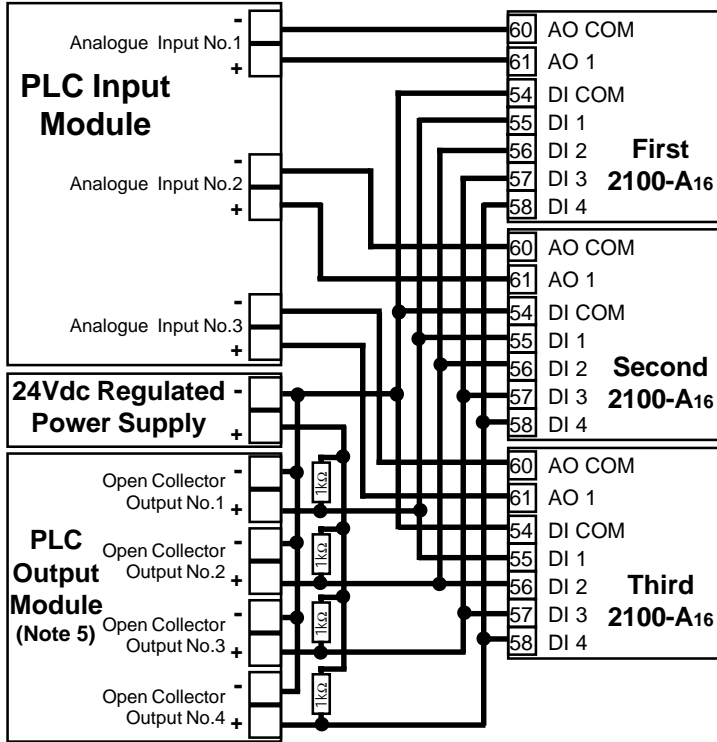 PLC Input
Module
-
Analogue Input No.1
+
-
Analogue Input No.2
+
-
Analogue Input No.3
+
24Vdc Regulated
Power Supply
-
+
PLC
Output
Module
(Note 5)
Open Collector
Output No.1
-
+
Open Collector
Output No.2
-
+
Open Collector
Output No.3
-
+
Open Collector
Output No.4
-
+
1kΩ
1kΩ
1kΩ
1kΩ
60 AO COM
61 AO 1
54 DI COM
55 DI 1
56 DI 2
57 DI 3
58 DI 4
First
2100-A16
60 AO COM
61 AO 1
54 DI COM
55 DI 1
56 DI 2
57 DI 3
58 DI 4
Second
2100-A16
60 AO COM
61 AO 1
54 DI COM
55 DI 1
56 DI 2
57 DI 3
58 DI 4
Third
2100-A16